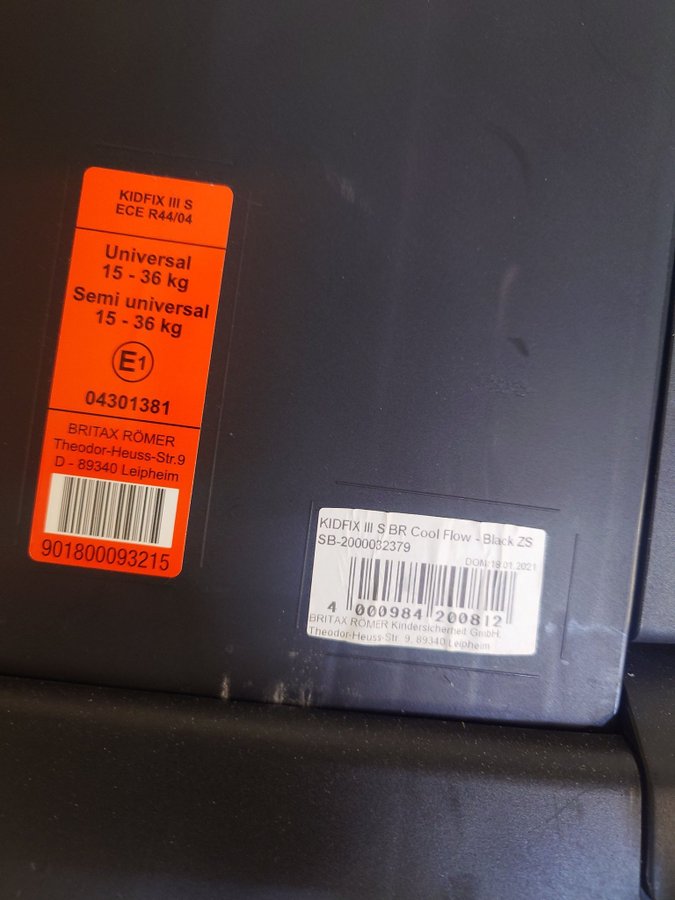 KIDFIX III S
ECE R44/04
Universal
15 - 36 kg
Semi universal
15 - 36 kg
E1
04301381
BRITAX RÖMER
Theodor-Heuss-Str.9
D - 89340 Leipheim
901800093215
KIDFIX III S BR Cool Flow - Black ZS
SB-2000032379
DOM:18.01.2021
4 000984 200812
BRITAX RÖMER Kindersicherheit GmbH.
Theodor-Heuss-Str. 9, 89340 Leipheim